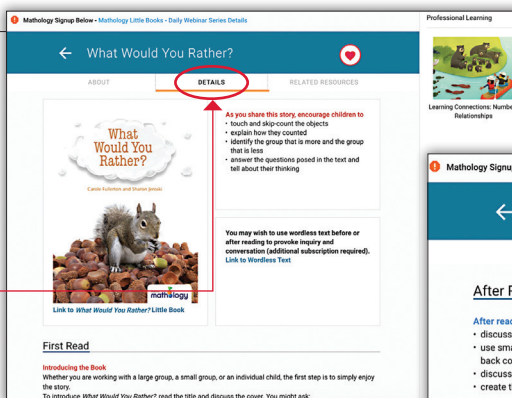 Mathology Signup Below - Mathology Little Books - Daily Webinar Series Details
What Would You Rather?
ABOUT
DETAILS
RELATED RESOURCES
What
Would You
Rather?
Carole Fullerton and Sharon Jeroski
mathology
Link to What Would You Rather? Little Book
As you share this story, encourage children to
• touch and skip-count the objects
• explain how they counted
• identify the group that is more and the group
that is less
• answer the questions posed in the text and
tell about their thinking
You may wish to use wordless text before or
after reading to provoke inquiry and
conversation (additional subscription required).
Link to Wordless Text
First Read
Introducing the Book
Whether you are working with a large group, a small group, or an individual child, the first step is to simply enjoy
the story.
To introduce What Would You Rather? read the title and discuss the cover. You might ask:
Professional Learning
Learning Connections: Numbe
Relationships
Mathology Signup
After R
After read
• discuss
• use sma
back co
• discuss
• create t